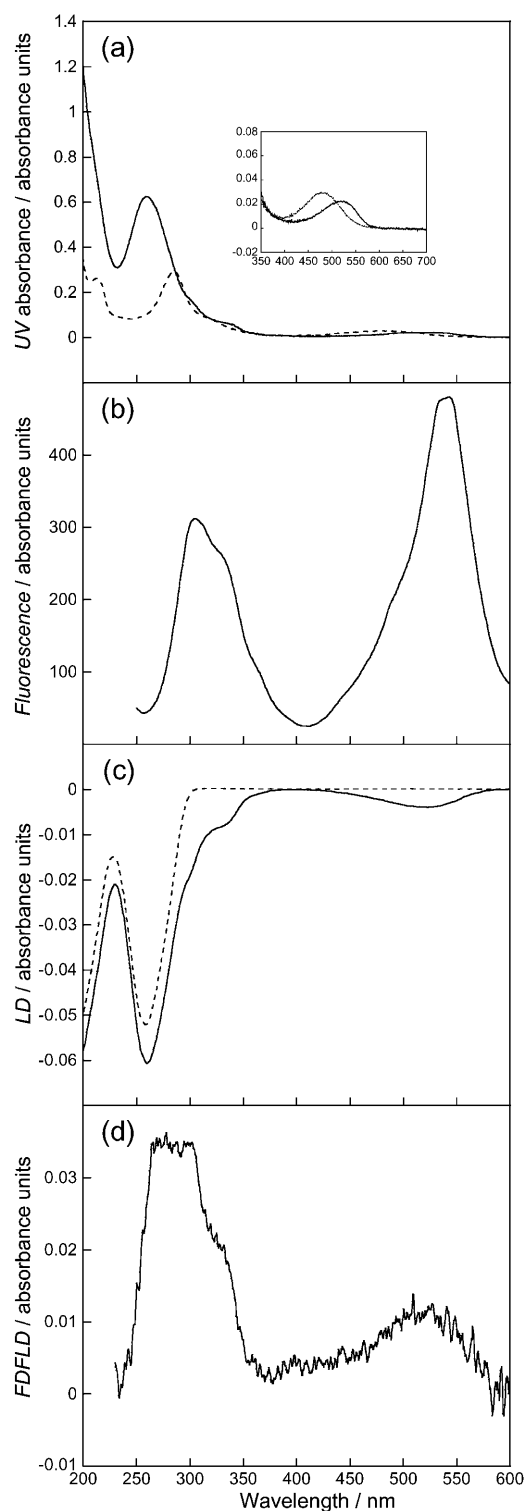 (a)
UV absorbance / absorbance units
1.4
1.2
1
0.8
0.6
0.4
0.2
0
0.08
0.06
0.04
0.02
0
-0.02
350 400 450 500 550 600 650 700
(b)
Fluorescence / absorbance units
400
300
200
100
(c)
LD / absorbance units
0
-0.01
-0.02
-0.03
-0.04
-0.05
-0.06
(d)
FDFLD / absorbance units
0.03
0.02
0.01
0
-0.01
200 250 300 350 400 450 500 550 600
Wavelength / nm